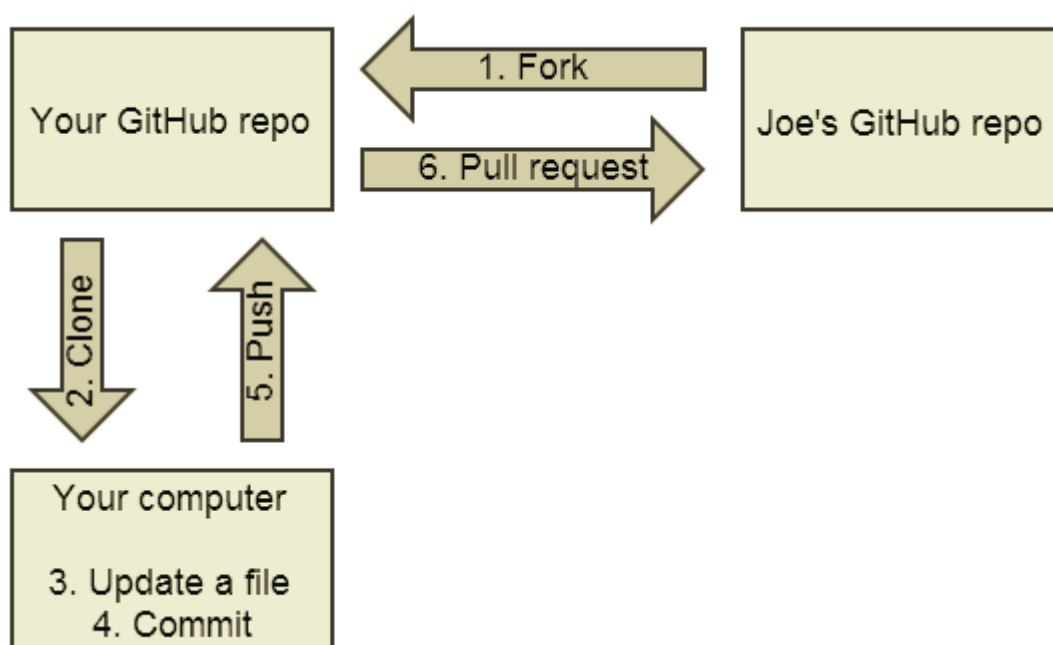 1. Fork
Your GitHub repo
Joe's GitHub repo
6. Pull request
2. Clone
5. Push
Your computer
3. Update a file
4. Commit